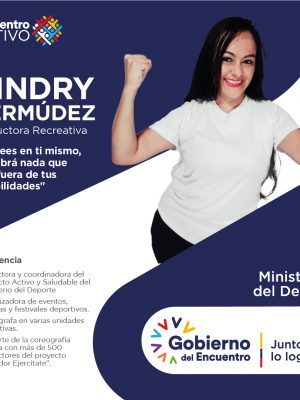 entro
TIVO
INDRY
ERMÚDEZ
uctora Recreativa
ees en ti mismo,
brá nada que
fuera de tus
ilidades"
encia
ctora y coordinadora del
cto Activo y Saludable del
erio del Deporte
izadora de eventos,
as y festivales deportivos.
grafa en varias unidades
tivas.
rte de la coreografía
a con más de 500
ctores del proyecto
dor Ejercítate".
Minist
del De
Gobierno
del Encuentro
Junt
lo log